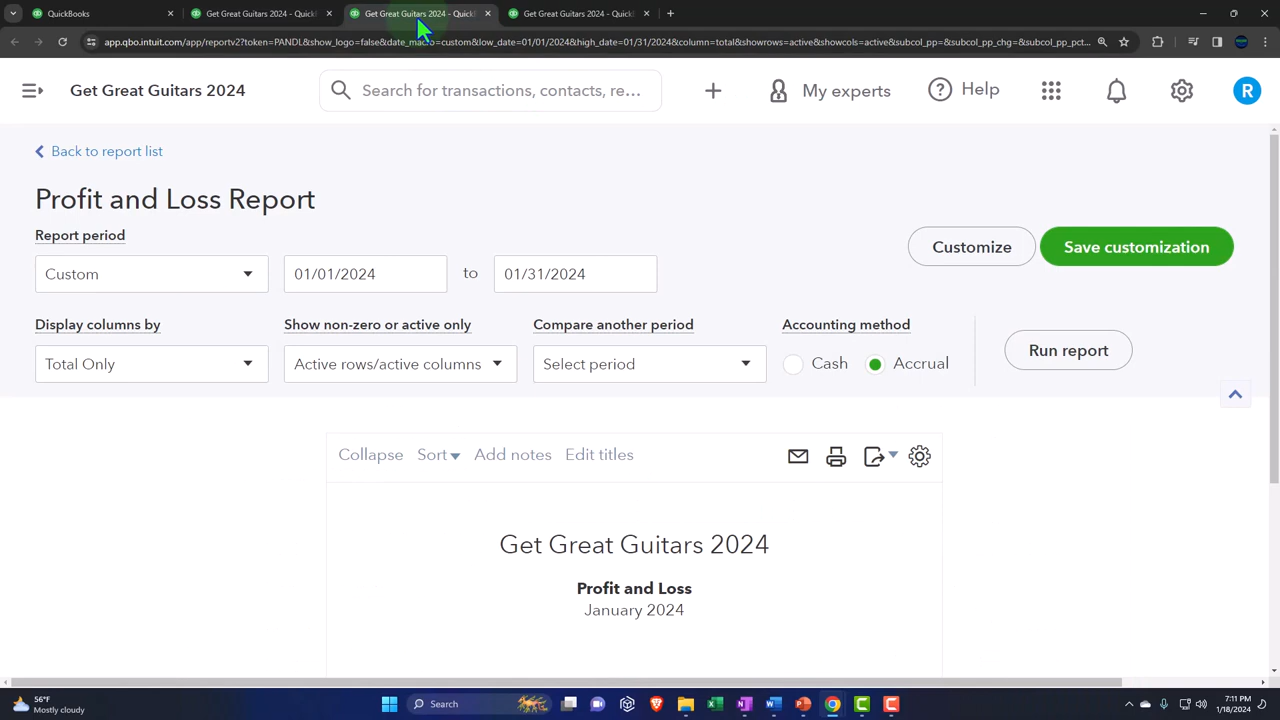 QuickBooks
Get Great Guitars 2024 - QuickB
Get Great Guitars 2024 - QuickB
Get Great Guitars 2024 - QuickB
app.qbo.intuit.com/app/reportv2?token=PANDL&show_logo=false&date_macro=custom&low_date=01/01/2024&high_date=01/31/2024&column=total&showrows=active&showcols=active&subcol_pp=&subcol_pp_chg=&subcol_pp_pct...
Get Great Guitars 2024
Search for transactions, contacts, re...
My experts
Help
R
Back to report list
Profit and Loss Report
Report period
Customize
Save customization
Custom
01/01/2024
to
01/31/2024
Display columns by
Show non-zero or active only
Compare another period
Accounting method
Total Only
Active rows/active columns
Select period
Cash
Accrual
Run report
Collapse
Sort
Add notes
Edit titles
Get Great Guitars 2024
Profit and Loss
January 2024
56°F
Mostly cloudy
Search
7:11 PM
1/18/2024